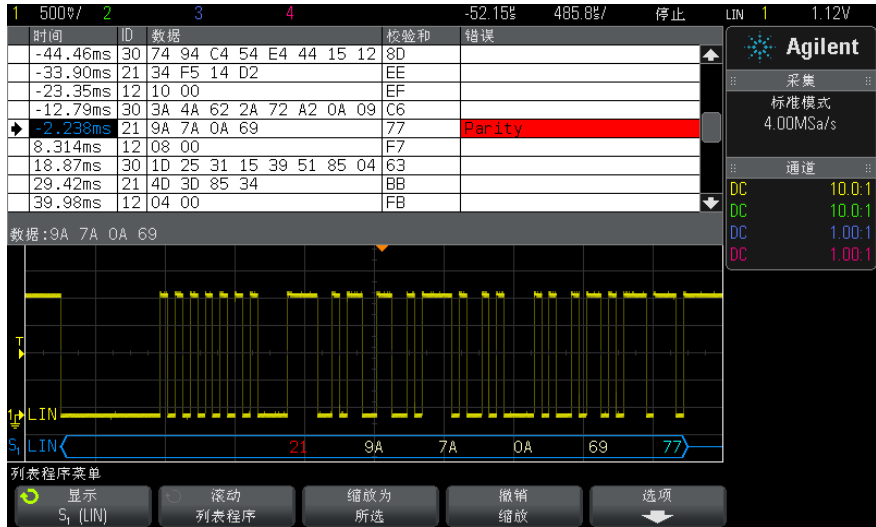 1 500▿/ 2 3 4 -52.15▿ 485.8▿/ 停止 LIN 1 1.12V
时间 ID 数据 校验和 错误
-44.46ms 30 74 94 C4 54 E4 44 15 12 8D
-33.90ms 21 34 F5 14 D2 EE
-23.35ms 12 10 00 EF
-12.79ms 30 3A 4A 62 2A 72 A2 0A 09 C6
-2.238ms 21 9A 7A 0A 69 77 Parity
8.314ms 12 08 00 F7
18.87ms 30 1D 25 31 15 39 51 85 04 63
29.42ms 21 4D 3D 85 34 BB
39.98ms 12 04 00 FB
数据:9A 7A 0A 69
Agilent
采集
标准模式
4.00MSa/s
通道
DC 10.0:1
DC 10.0:1
DC 1.00:1
DC 1.00:1
T
1 LIN
S1 LIN 21 9A 7A 0A 69 77
列表程序菜单
显示
S1 (LIN)
滚动
列表程序
缩放为
所选
撤销
缩放
选项